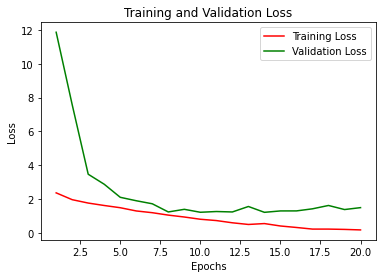 Training and Validation Loss
Training Loss
Validation Loss
12
10
8
6
4
2
0
Loss
2.5 5.0 7.5 10.0 12.5 15.0 17.5 20.0
Epochs